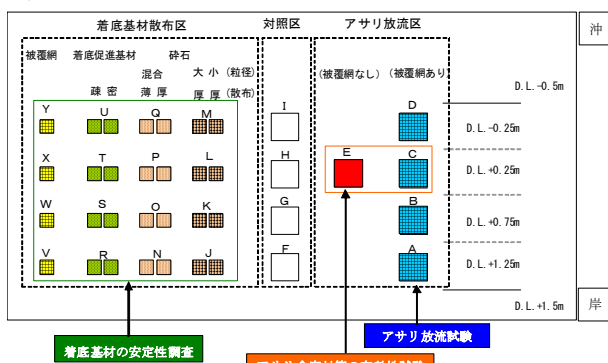 着底基材散布区 対照区 アサリ放流区
沖
被覆網 着底促進基材 砕石
混合 大 小 (粒径)
疎 密 薄 厚 厚 厚 (散布)
(被覆網なし) (被覆網あり)
D.L.-0.5m
Y U Q M I D
D.L.-0.25m
X T P L H E C
D.L.+0.25m
W S O K G B
D.L.+0.75m
V R N J F A
D.L.+1.25m
岸
D.L.+1.5m
アサリ放流試験
着底基材の安定性調査